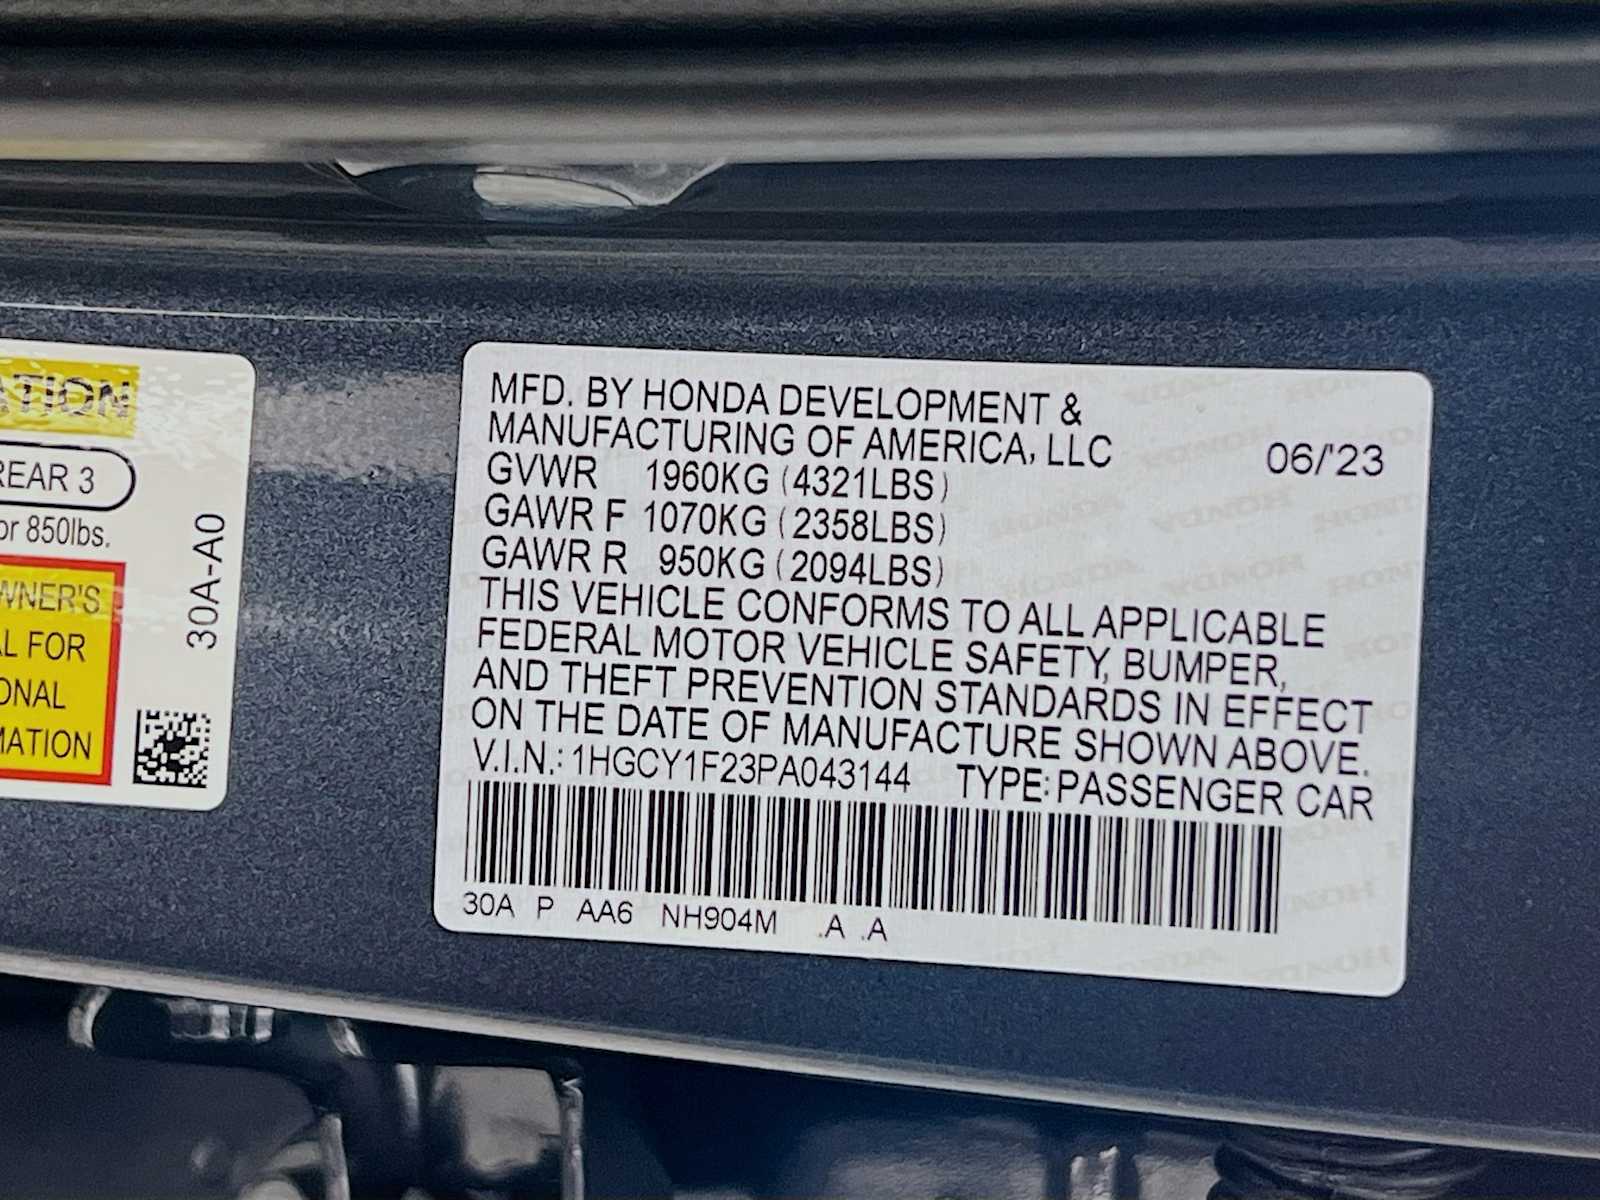 ATION
REAR 3
or 850lbs.
WNER'S
AL FOR
ONAL
MATION
30A-A0
MFD. BY HONDA DEVELOPMENT &
MANUFACTURING OF AMERICA, LLC
06/'23
GVWR 1960KG (4321LBS)
GAWR F 1070KG (2358LBS)
GAWR R 950KG (2094LBS)
THIS VEHICLE CONFORMS TO ALL APPLICABLE
FEDERAL MOTOR VEHICLE SAFETY, BUMPER,
AND THEFT PREVENTION STANDARDS IN EFFECT
ON THE DATE OF MANUFACTURE SHOWN ABOVE.
V.I.N.: 1HGCY1F23PA043144 TYPE: PASSENGER CAR
30A P AA6 NH904M .A .A